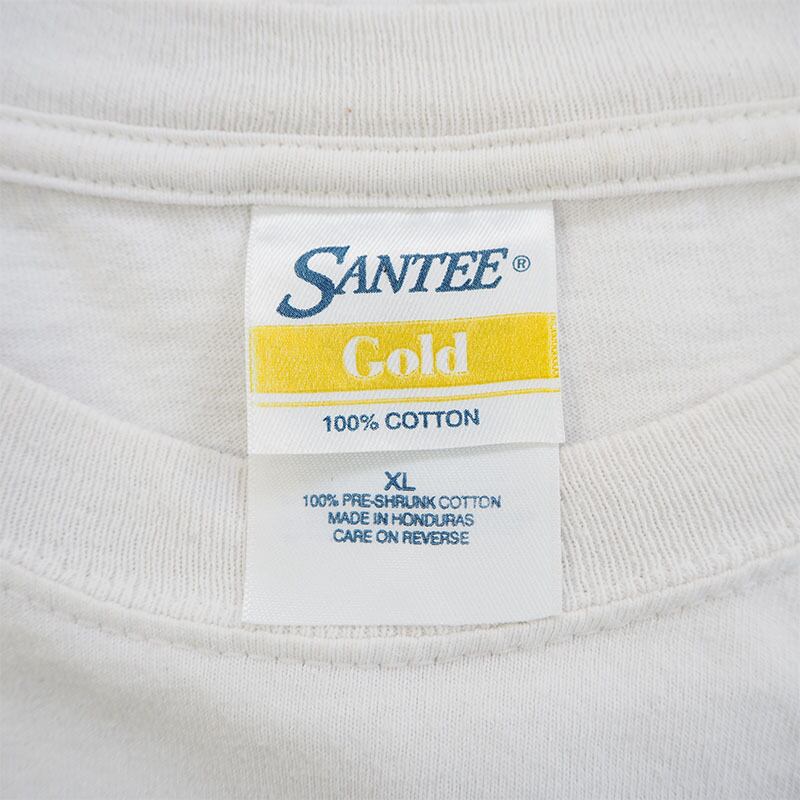 SANTEE®
Gold
100% COTTON
XL
100% PRE-SHRUNK COTTON
MADE IN HONDURAS
CARE ON REVERSE